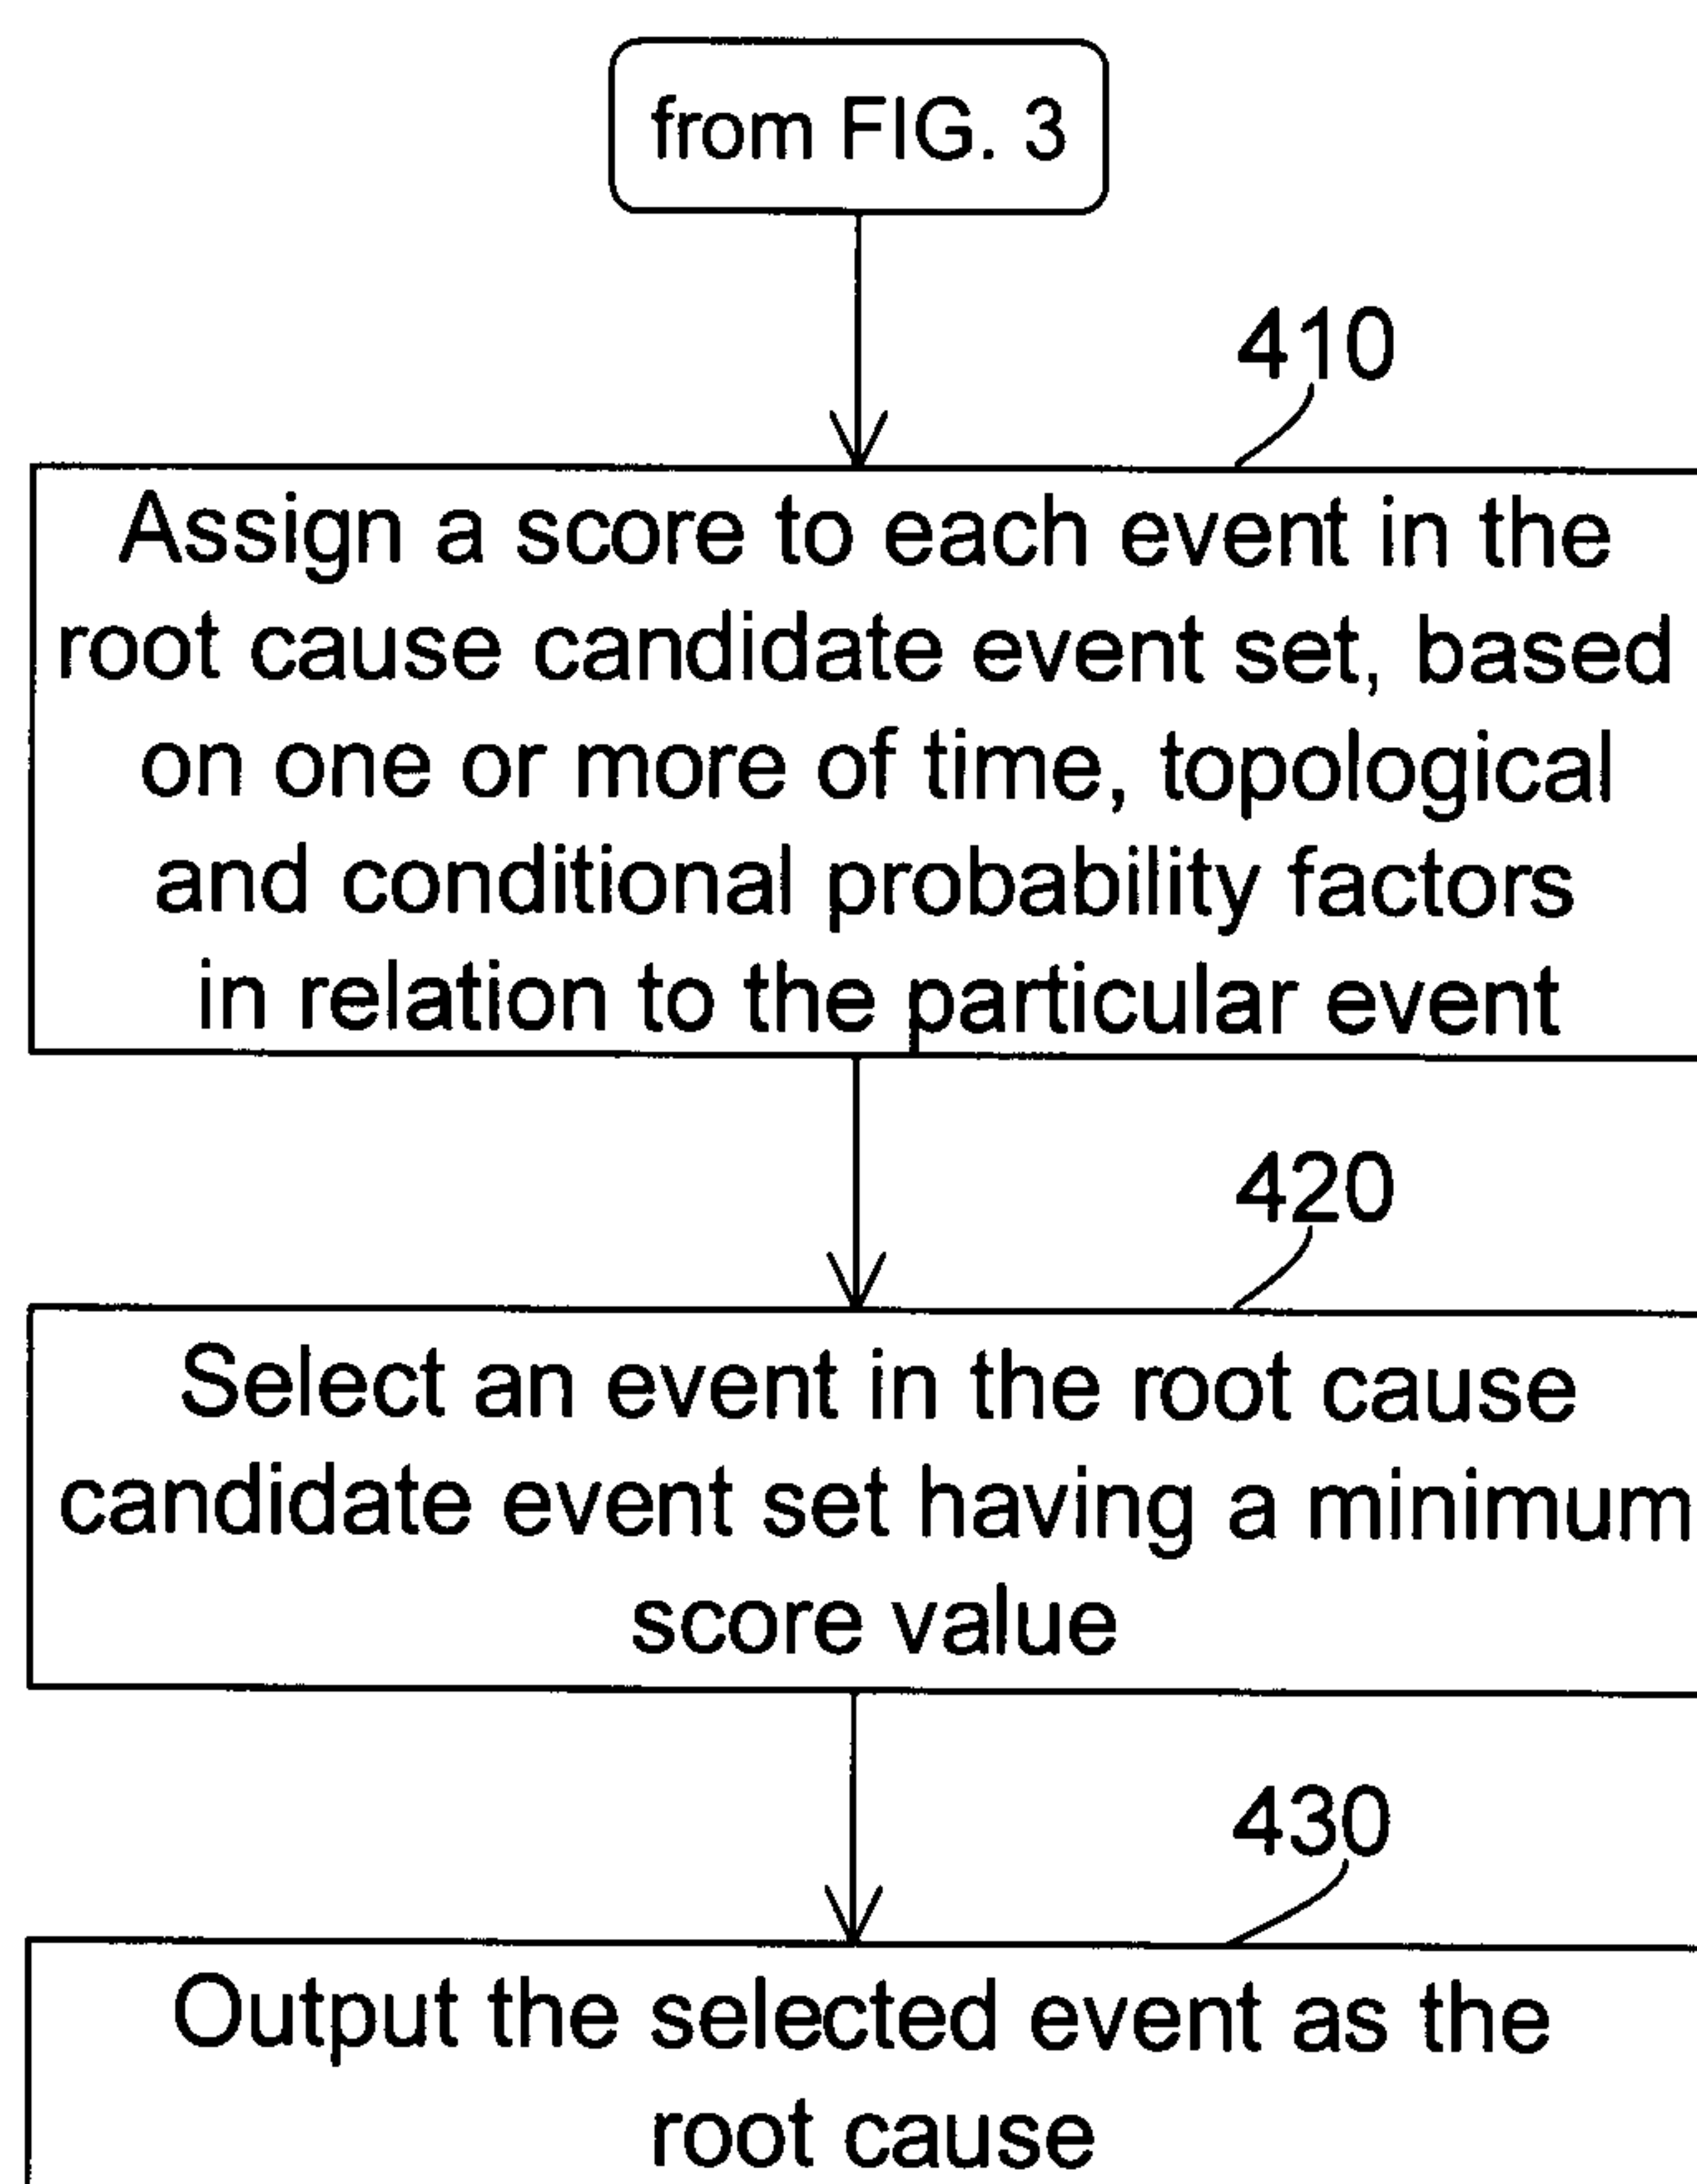 from FIG. 3
410
Assign a score to each event in the
root cause candidate event set, based
on one or more of time, topological
and conditional probability factors
in relation to the particular event
420
Select an event in the root cause
candidate event set having a minimum
score value
430
Output the selected event as the
root cause